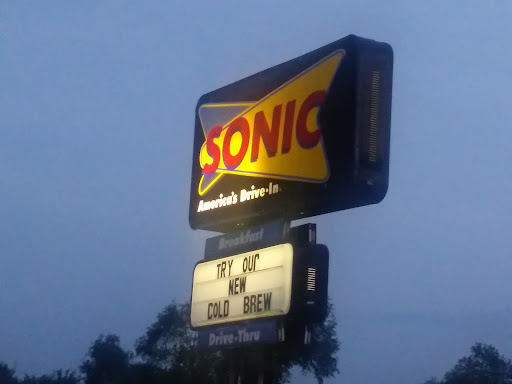 SONIC
America's Drive-In
Breakfast
TRY OUR
NEW
COLD BREW
Drive-Thru